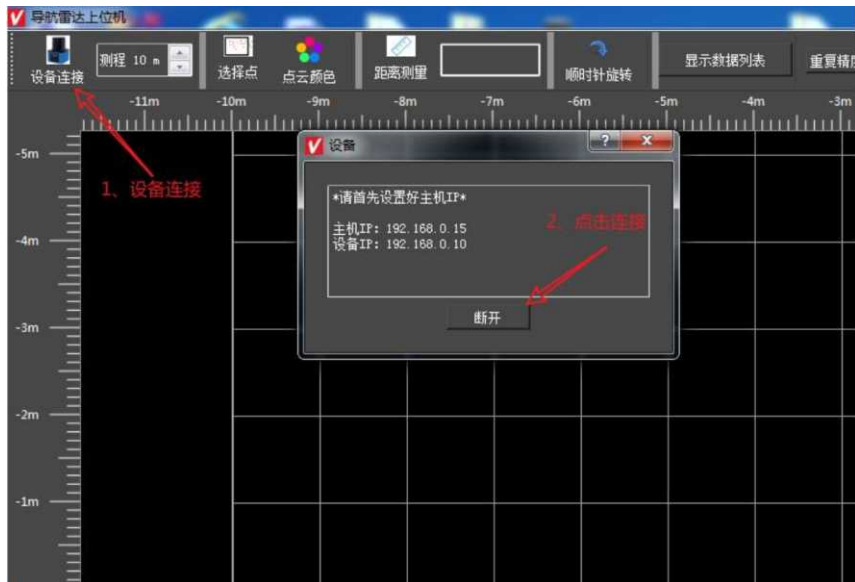 导航雷达上位机
设备连接
测程 10 m
选择点
点云颜色
距离测量
顺时针旋转
显示数据列表
重复精度
-11m -10m -9m -8m -7m -6m -5m -4m -3m
-5m
-4m
-3m
-2m
-1m
1、设备连接
设备
*请首先设置好主机IP*
主机IP: 192.168.0.15
设备IP: 192.168.0.10
2、点击连接
断开